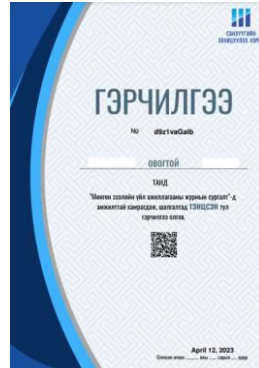 САНХҮҮГИЙН
ЗОХИЦУУЛАХ ХОРОО
ГЭРЧИЛГЭЭ
№ d9z1vaGalb
овогтой
ТАНД
"Мөнгөн зээлийн үйл ажиллагааны журмын сургалт"-д
амжилттай хамрагдаж, шалгалтад ТЭНЦСЭН тул
гэрчилгээ олгов.
April 12, 2023